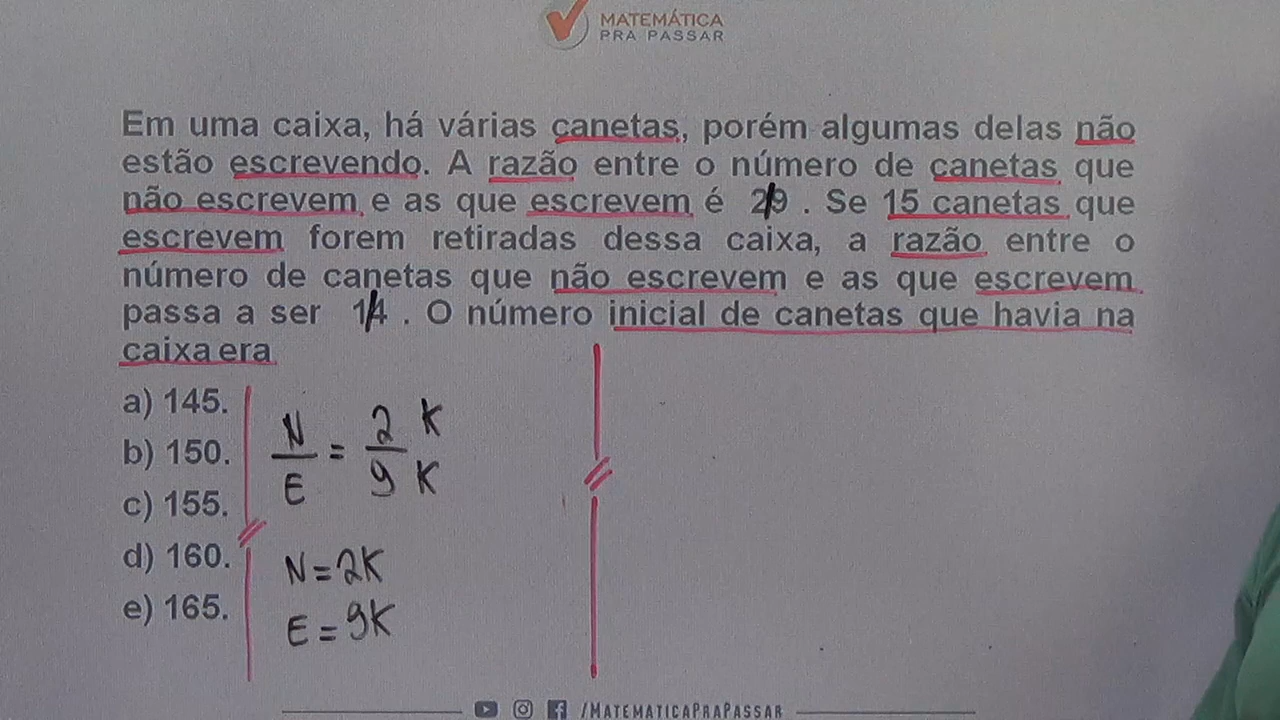 MATEMÁTICA
PRA PASSAR
Em uma caixa, há várias canetas, porém algumas delas não
estão escrevendo. A razão entre o número de canetas que
não escrevem e as que escrevem é 2/9 . Se 15 canetas que
escrevem forem retiradas dessa caixa, a razão entre o
número de canetas que não escrevem e as que escrevem
passa a ser 1/4 . O número inicial de canetas que havia na
caixa era
a) 145.
b) 150.
c) 155.
d) 160.
e) 165.
N/E = 2 K/9 K
N=2K
E=9K
/MATEMATICAPRAPASSAR